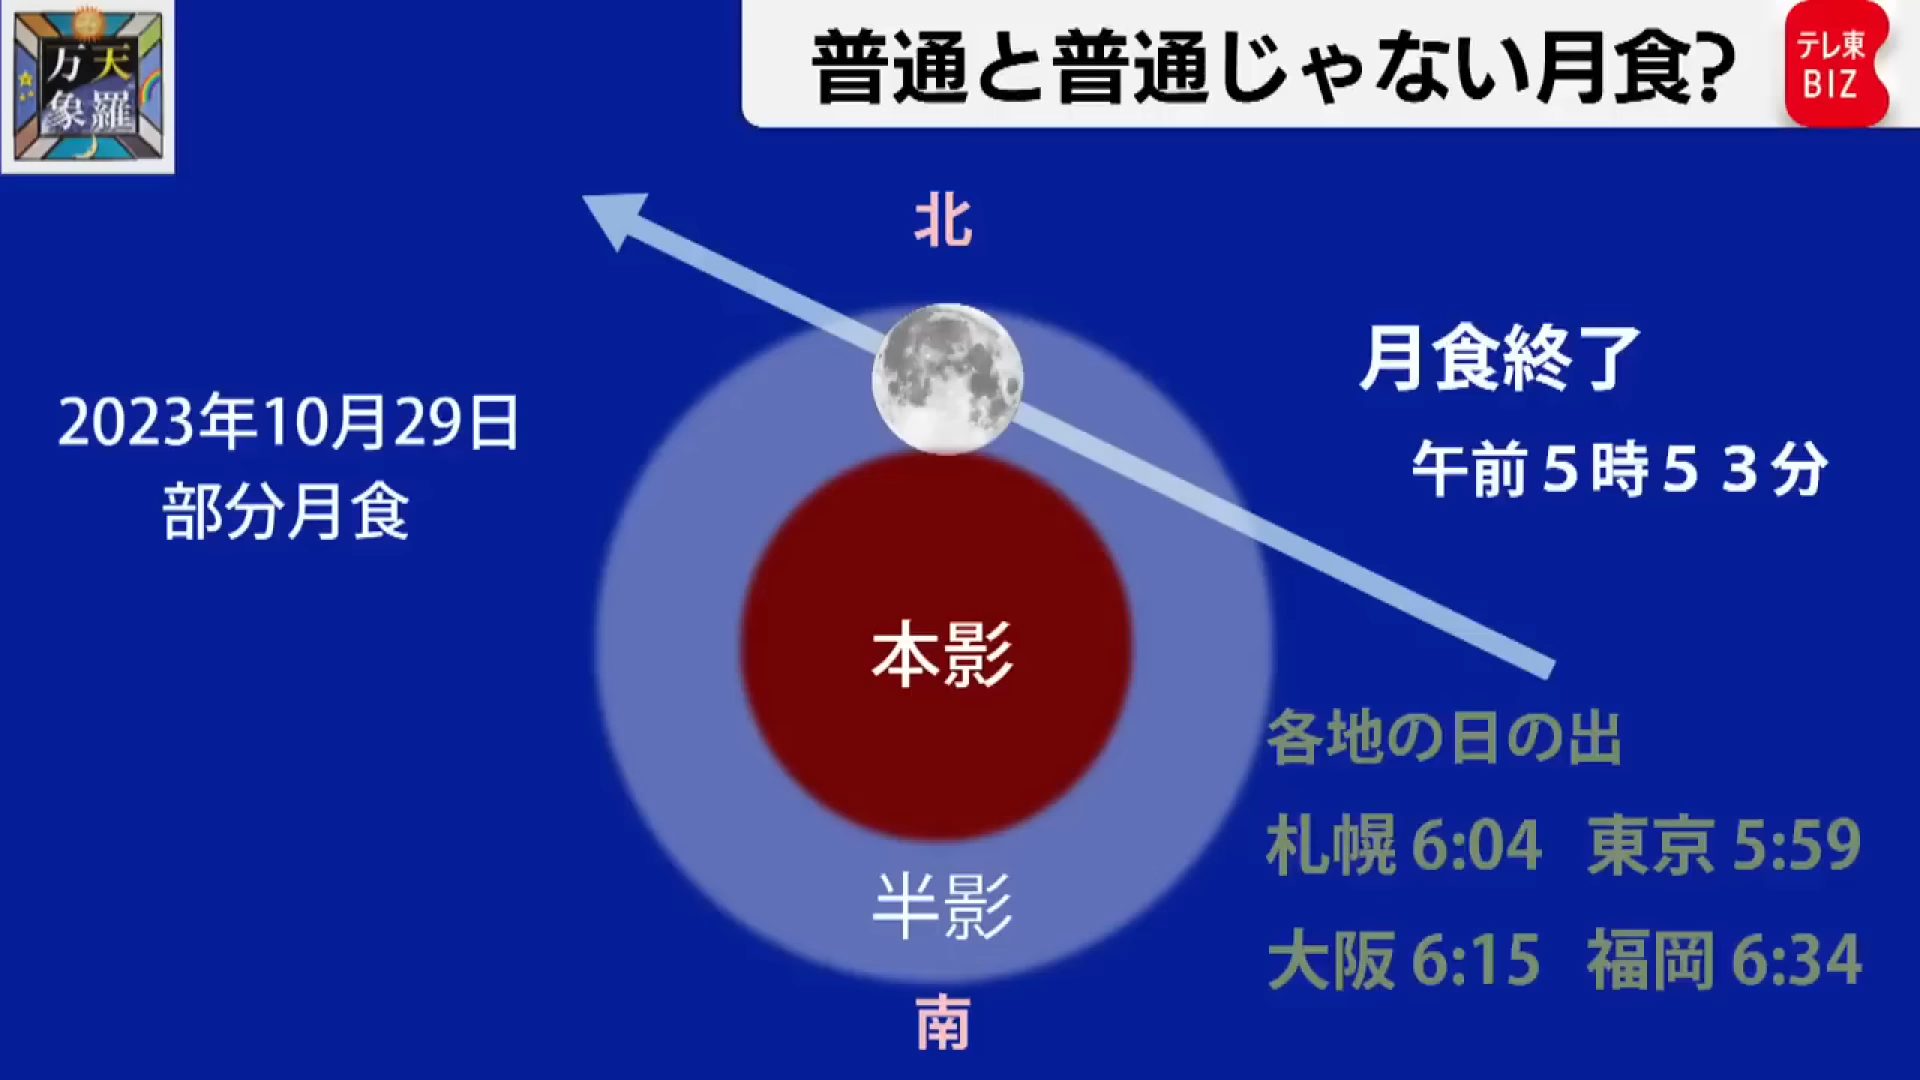 天羅
万象
普通と普通じゃない月食?
テレ東
BIZ
北
月食終了
午前5時53分
2023年10月29日
部分月食
本影
半影
南
各地の日の出
札幌 6:04 東京 5:59
大阪 6:15 福岡 6:34